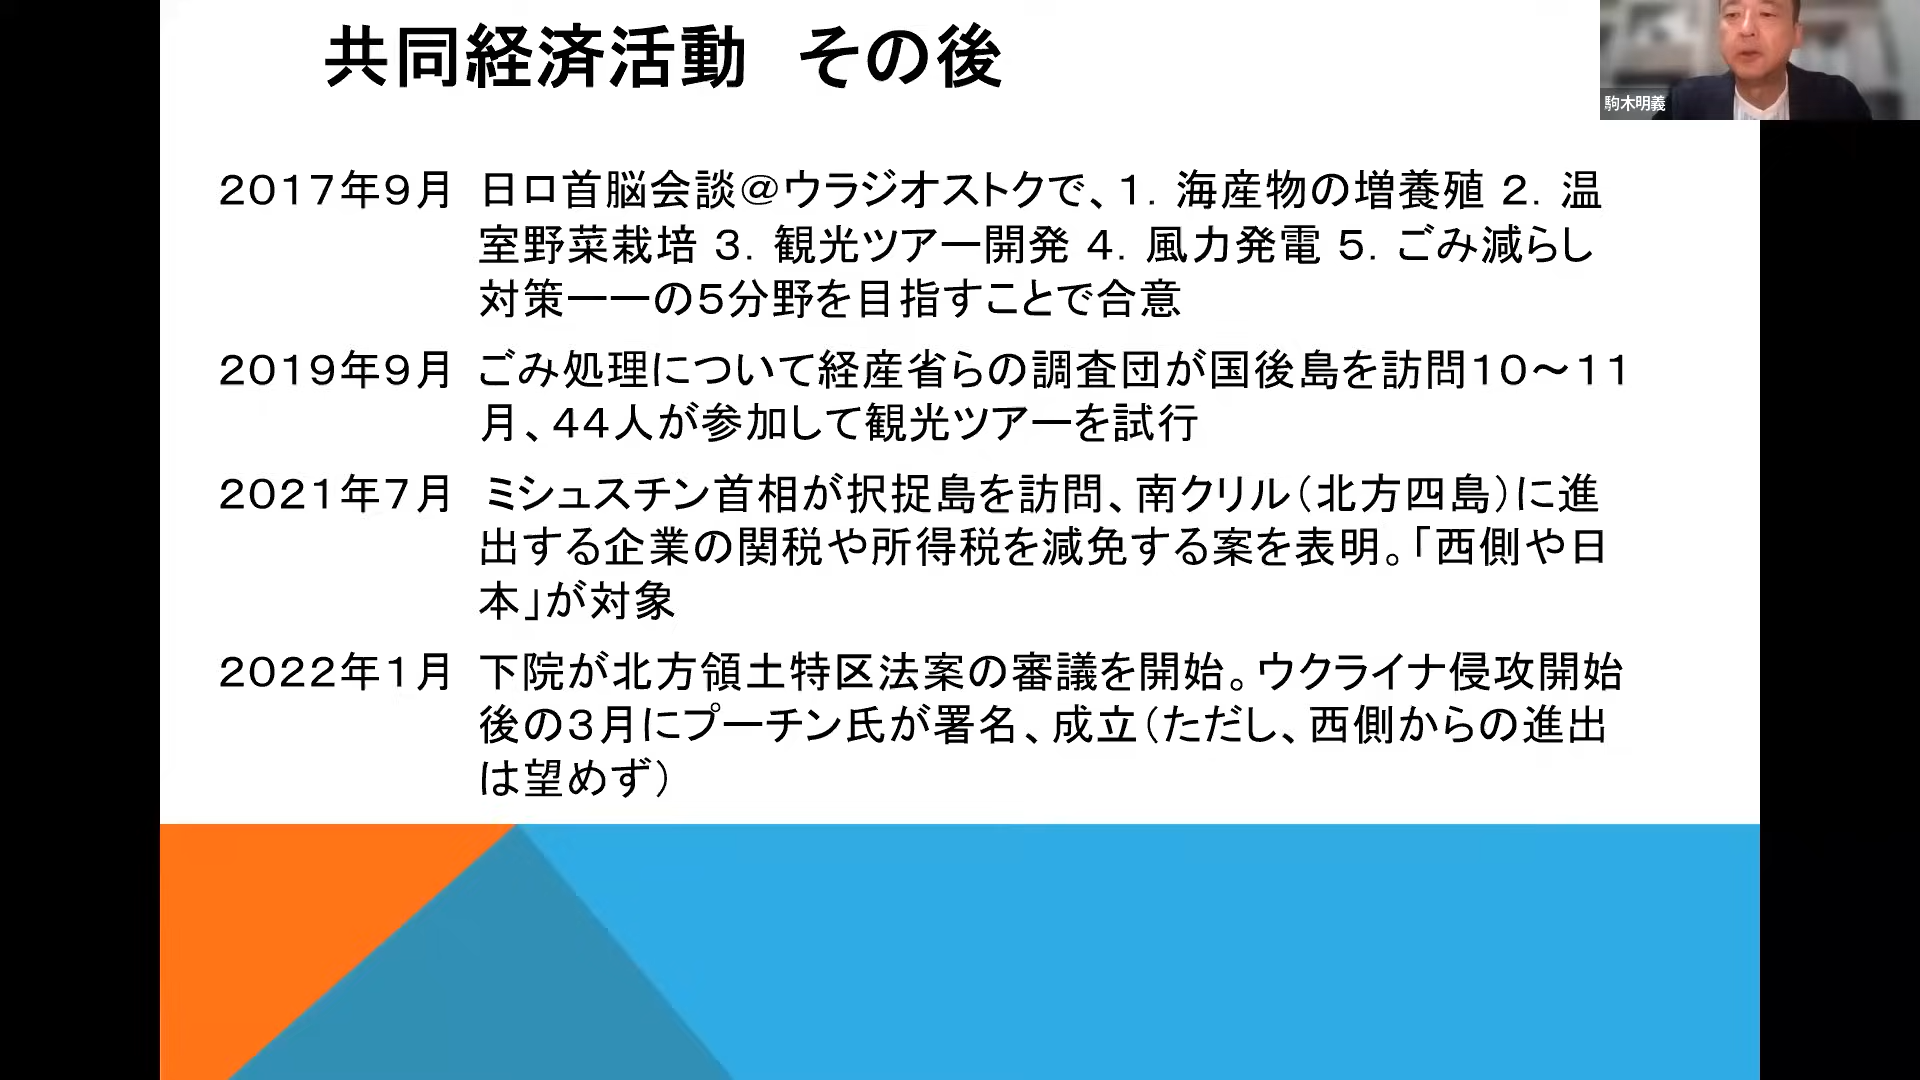 共同経済活動　その後
駒木明義
２０１７年９月 日ロ首脳会談＠ウラジオストクで、１．海産物の増養殖 ２．温
室野菜栽培 ３．観光ツアー開発 ４．風力発電 ５．ごみ減らし
対策――の５分野を目指すことで合意
２０１９年９月 ごみ処理について経産省らの調査団が国後島を訪問１０～１１
月、４４人が参加して観光ツアーを試行
２０２１年７月 ミシュスチン首相が択捉島を訪問、南クリル（北方四島）に進
出する企業の関税や所得税を減免する案を表明。「西側や日
本」が対象
２０２２年１月 下院が北方領土特区法案の審議を開始。ウクライナ侵攻開始
後の３月にプーチン氏が署名、成立（ただし、西側からの進出
は望めず）